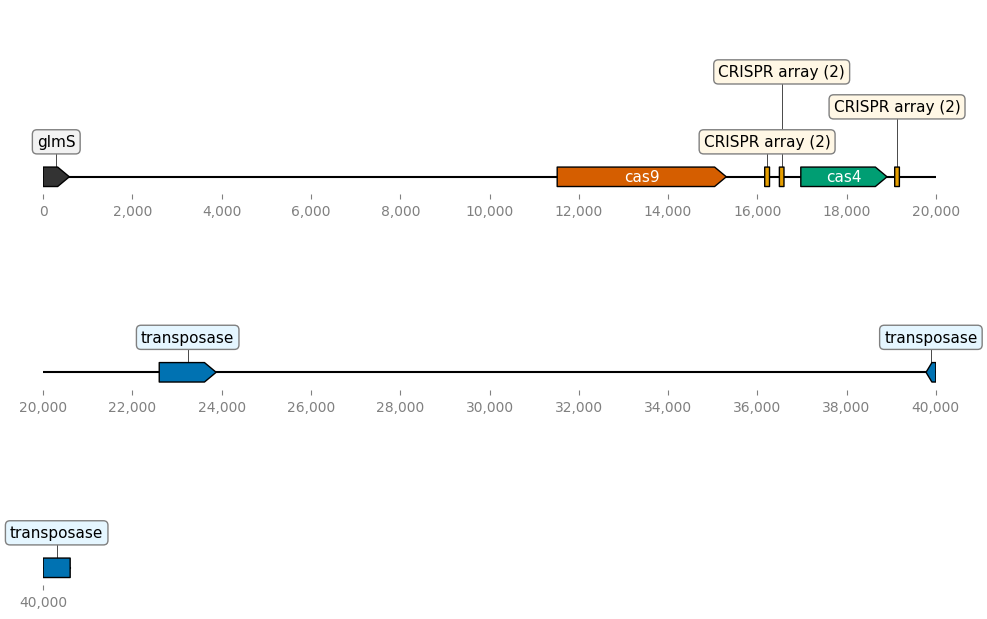 CRISPR array (2)
CRISPR array (2)
glmS
CRISPR array (2)
cas9
cas4
0
2,000
4,000
6,000
8,000
10,000
12,000
14,000
16,000
18,000
20,000
transposase
transposase
20,000
22,000
24,000
26,000
28,000
30,000
32,000
34,000
36,000
38,000
40,000
transposase
40,000